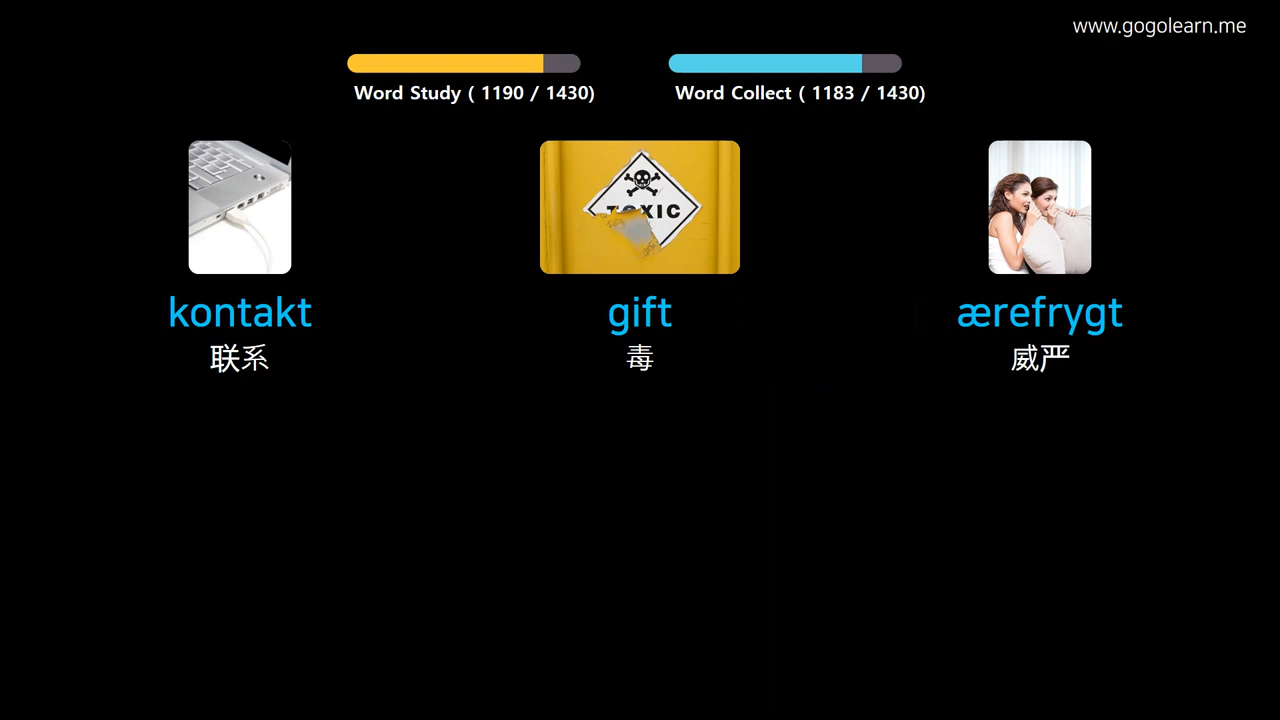 www.gogolearn.me
Word Study ( 1190 / 1430)
Word Collect ( 1183 / 1430)
TOXIC
kontakt
gift
ærefrygt
联系
毒
威严